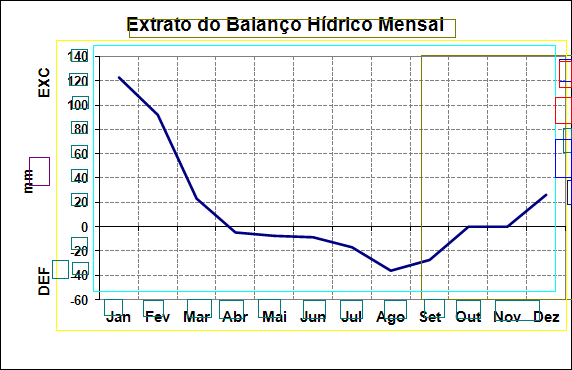 Extrato do Balanço Hídrico Mensal
EXC
mm
DEF
140
120
100
80
60
40
20
0
-20
-40
-60
Jan Fev Mar Abr Mai Jun Jul Ago Set Out Nov Dez